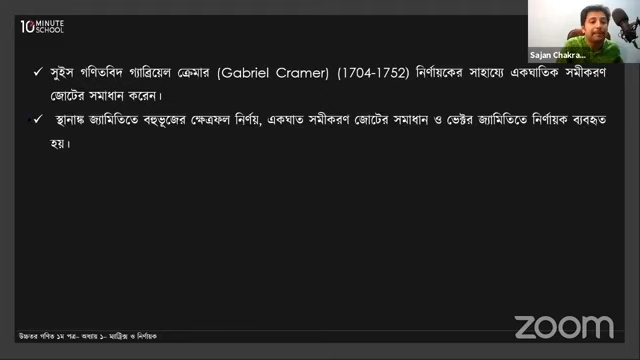 10 MINUTE
SCHOOL
Sajan Chakra...
✓ সুইস গণিতবিদ গ্যাব্রিয়েল ক্রেমার (Gabriel Cramer) (1704-1752) নির্ণায়কের সাহায্যে একঘাতিক সমীকরণ
জোটের সমাধান করেন।
✓ স্থানাঙ্ক জ্যামিতিতে বহুভূজের ক্ষেত্রফল নির্ণয়, একঘাত সমীকরণ জোটের সমাধান ও ভেক্টর জ্যামিতিতে নির্ণায়ক ব্যবহৃত
হয়।
উচ্চতর গণিত ১ম পত্র- অধ্যায় ১- ম্যাট্রিক্স ও নির্ণায়ক
zoom